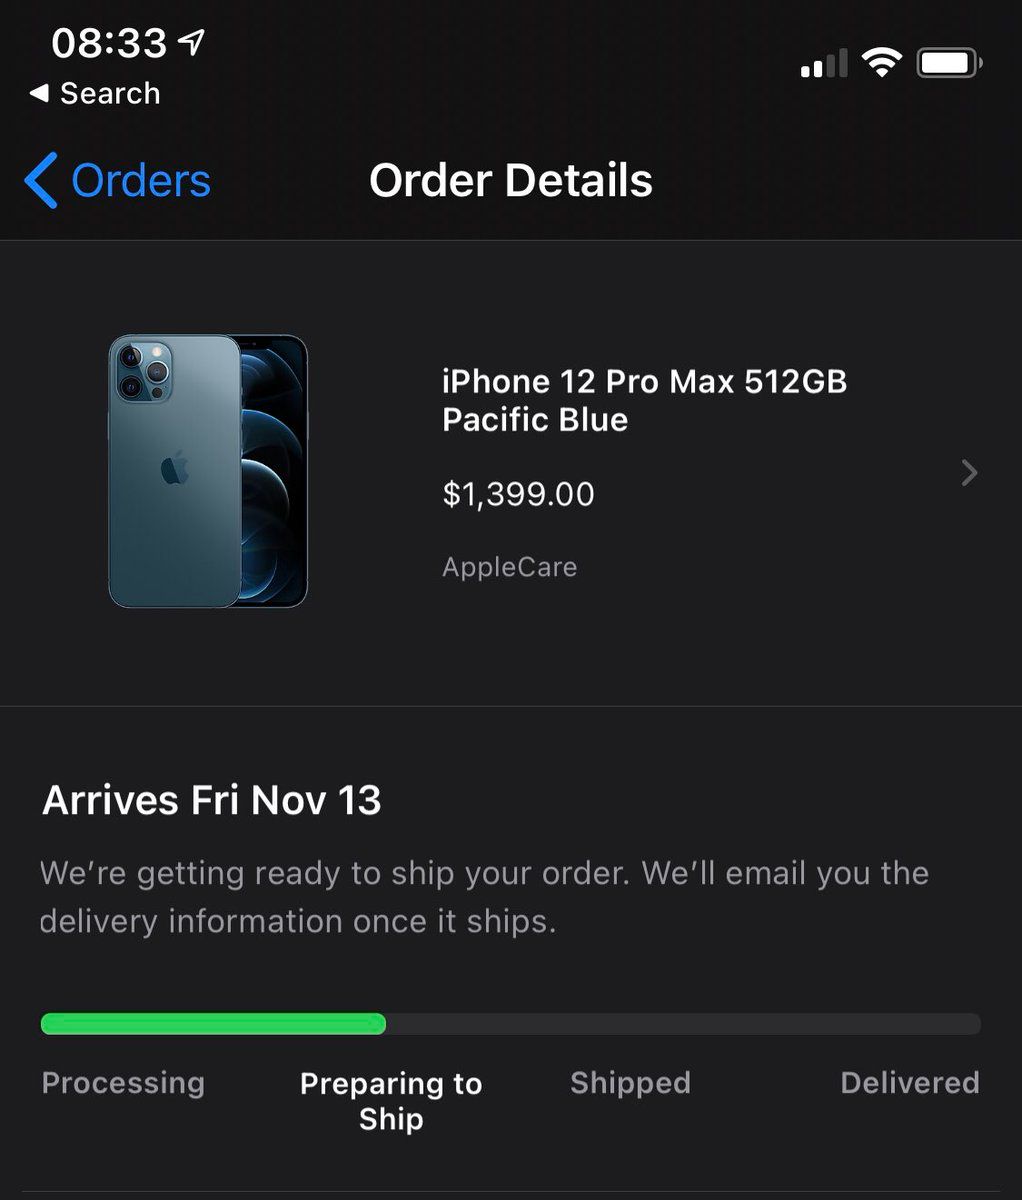 08:33
Search
Orders
Order Details
iPhone 12 Pro Max 512GB
Pacific Blue
$1,399.00
AppleCare
Arrives Fri Nov 13
We’re getting ready to ship your order. We’ll email you the
delivery information once it ships.
Processing
Preparing to
Ship
Shipped
Delivered